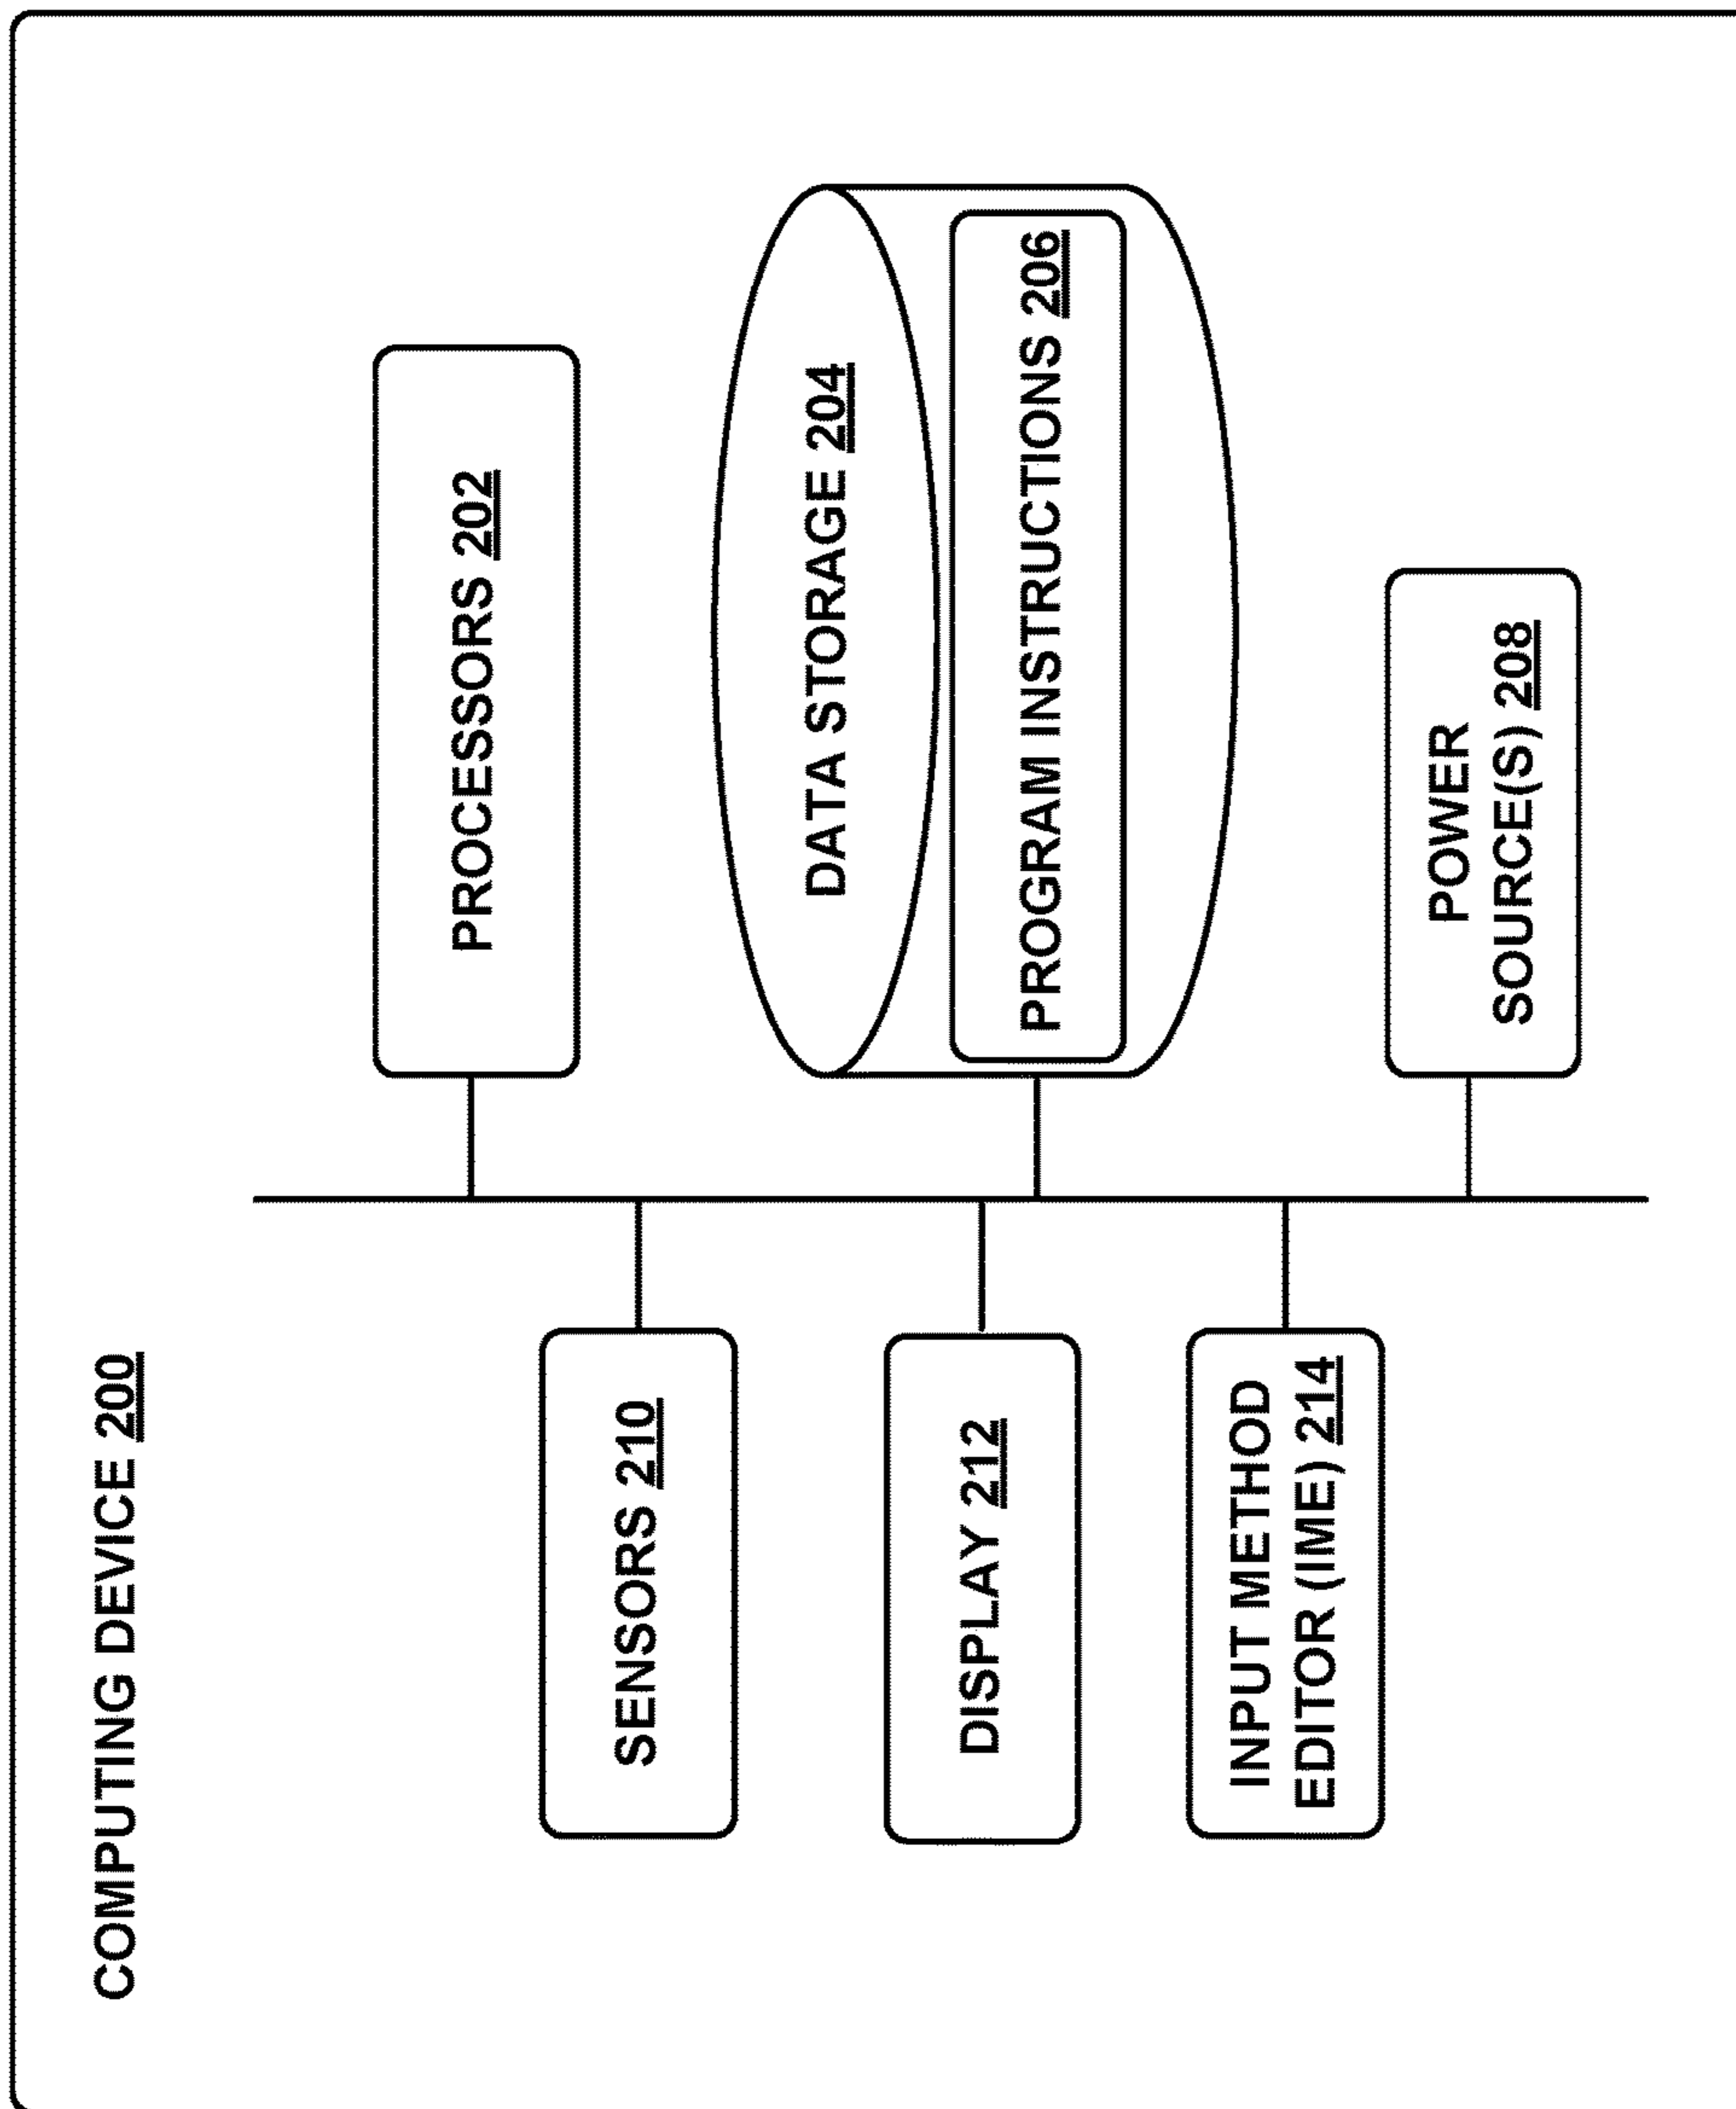 COMPUTING DEVICE 200
PROCESSORS 202
SENSORS 210
DATA STORAGE 204
DISPLAY 212
PROGRAM INSTRUCTIONS 206
INPUT METHOD
EDITOR (IME) 214
POWER
SOURCE(S) 208